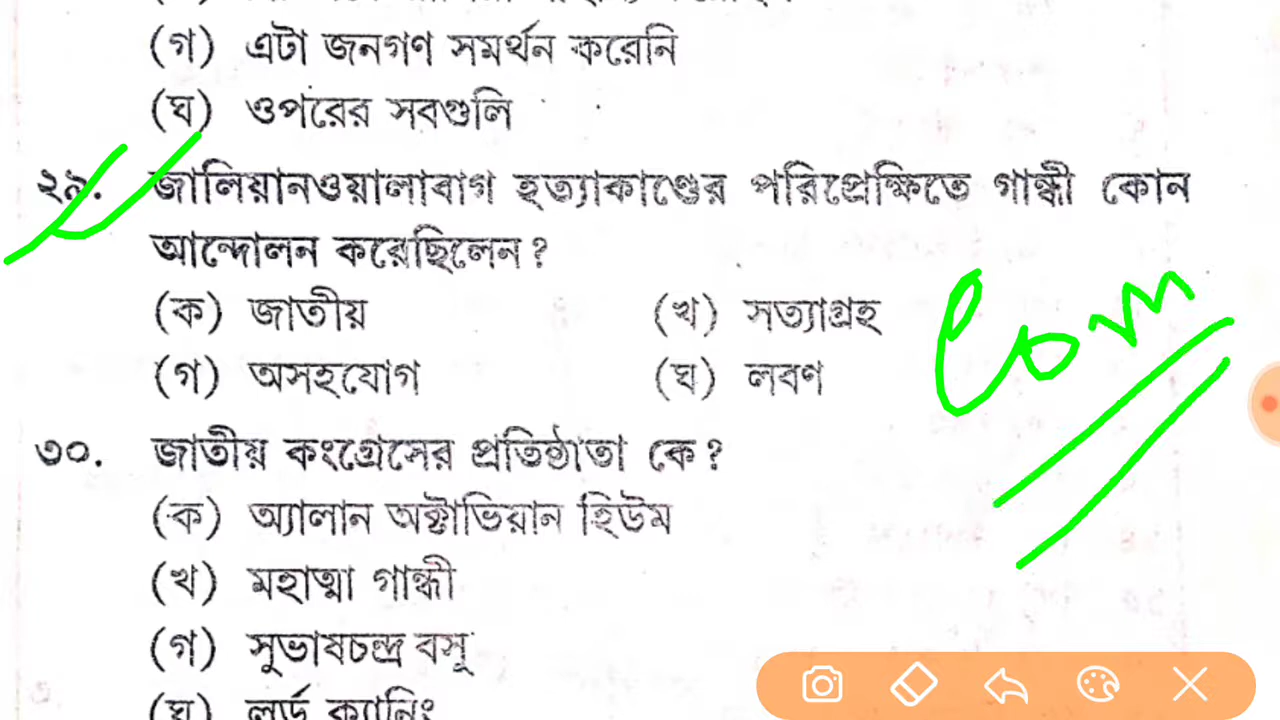 (গ) এটা জনগণ সমর্থন করেনি
(ঘ) ওপরের সবগুলি
২৯. জালিয়ানওয়ালাবাগ হত্যাকাণ্ডের পরিপ্রেক্ষিতে গান্ধী কোন
আন্দোলন করেছিলেন?
(ক) জাতীয় (খ) সত্যাগ্রহ
(গ) অসহযোগ (ঘ) লবণ
Com
৩০. জাতীয় কংগ্রেসের প্রতিষ্ঠাতা কে?
(ক) অ্যালান অক্টাভিয়ান হিউম
(খ) মহাত্মা গান্ধী
(গ) সুভাষচন্দ্র বসু
(ঘ) লর্ড ক্যানিং